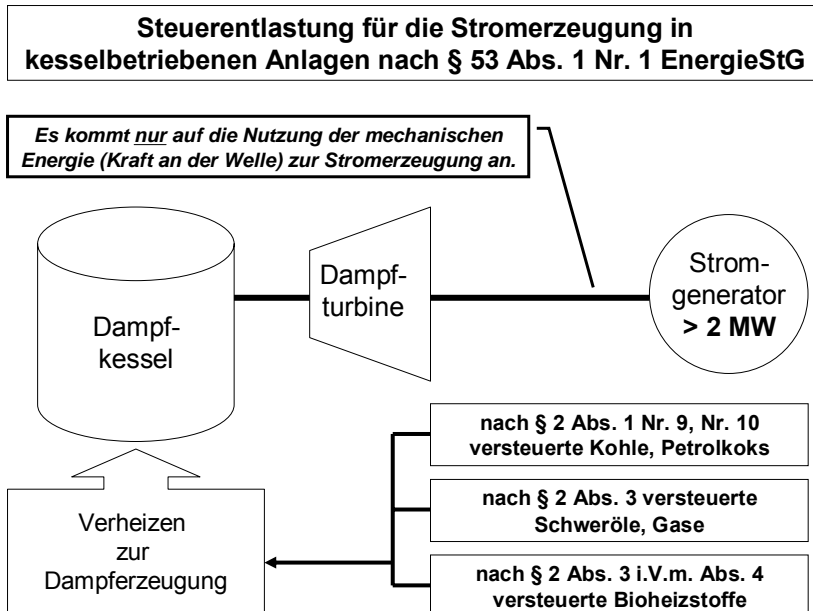 Steuerentlastung für die Stromerzeugung in
kesselbetriebenen Anlagen nach § 53 Abs. 1 Nr. 1 EnergieStG
Es kommt nur auf die Nutzung der mechanischen
Energie (Kraft an der Welle) zur Stromerzeugung an.
Dampf-
kessel
Dampf-
turbine
Strom-
generator
> 2 MW
Verheizen
zur
Dampferzeugung
nach § 2 Abs. 1 Nr. 9, Nr. 10
versteuerte Kohle, Petrolkoks
nach § 2 Abs. 3 versteuerte
Schweröle, Gase
nach § 2 Abs. 3 i.V.m. Abs. 4
versteuerte Bioheizstoffe